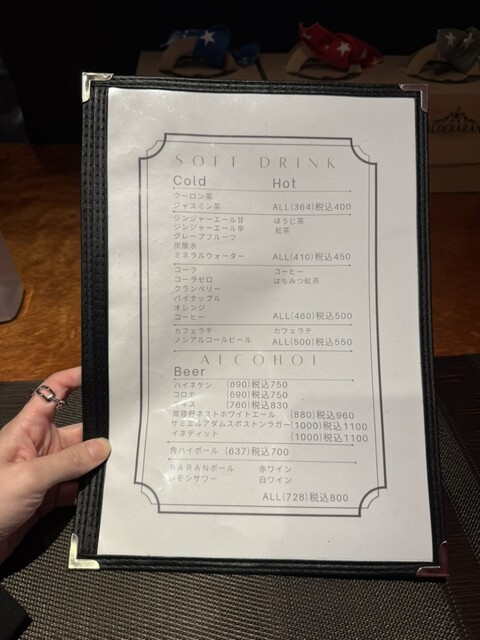 SOFT DRINK
Cold Hot
ウーロン茶
ジャスミン茶 ALL(364)税込400
ジンジャーエール甘 ほうじ茶
ジンジャーエール辛 紅茶
グレープフルーツ
炭酸水
ミネラルウォーター ALL(410)税込450
コーラ コーヒー
コーラゼロ はちみつ紅茶
クランベリー
パイナップル
オレンジ
コーヒー ALL(460)税込500
カフェラテ カフェラテ
ノンアルコールビール ALL(500)税込550
ALCOHOL
Beer
ハイネケン (690)税込750
コロナ (690)税込750
(760)税込830
常陸野ネストホワイトエール (880)税込960
サミエルアダムスボストンラガー(1000)税込1100
イネディット (1000)税込1100
角ハイボール (637)税込700
BARANボール 赤ワイン
レモンサワー 白ワイン
ALL(728)税込800